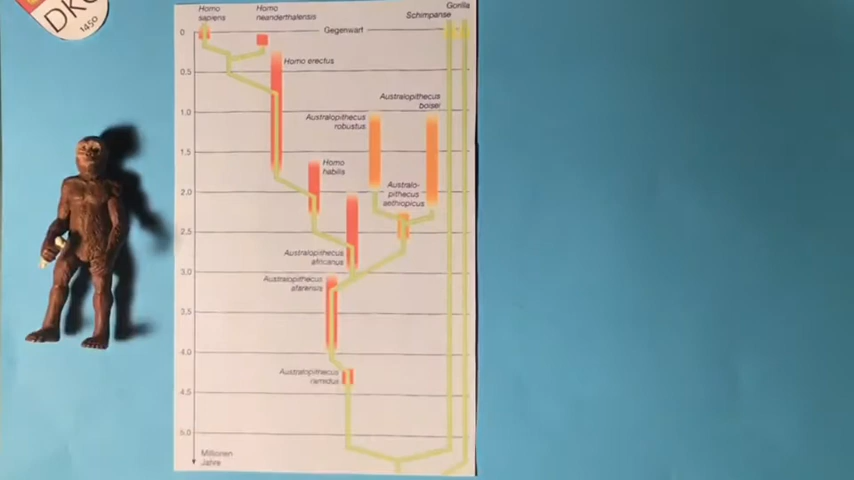 DKG
1450
Homo
sapiens
Homo
neanderthalensis
Gorilla
Schimpanse
0
Gegenwart
Homo erectus
0.5
Australopithecus
boisei
1.0
Australopithecus
robustus
1.5
Homo
habilis
2.0
Australo-
pithecus
aethiopicus
2.5
Australopithecus
africanus
3.0
Australopithecus
afarensis
3.5
4.0
Australopithecus
ramidus
4.5
5.0
Millionen
Jahre